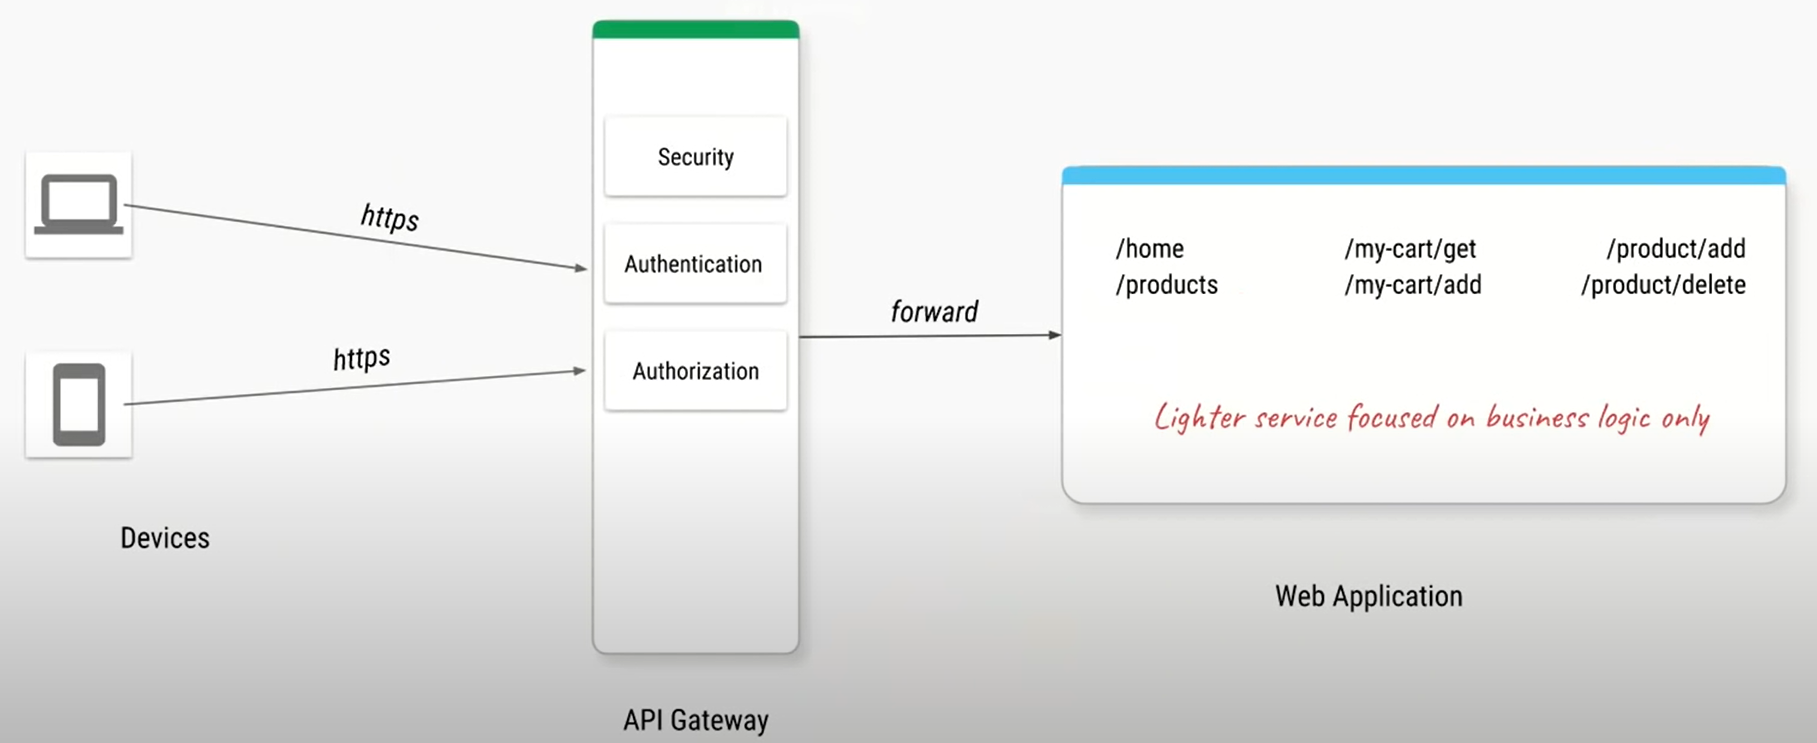 https
https
Devices
Security
Authentication
Authorization
API Gateway
forward
/home
/products
/my-cart/get
/my-cart/add
/product/add
/product/delete
Lighter service focused on business logic only
Web Application